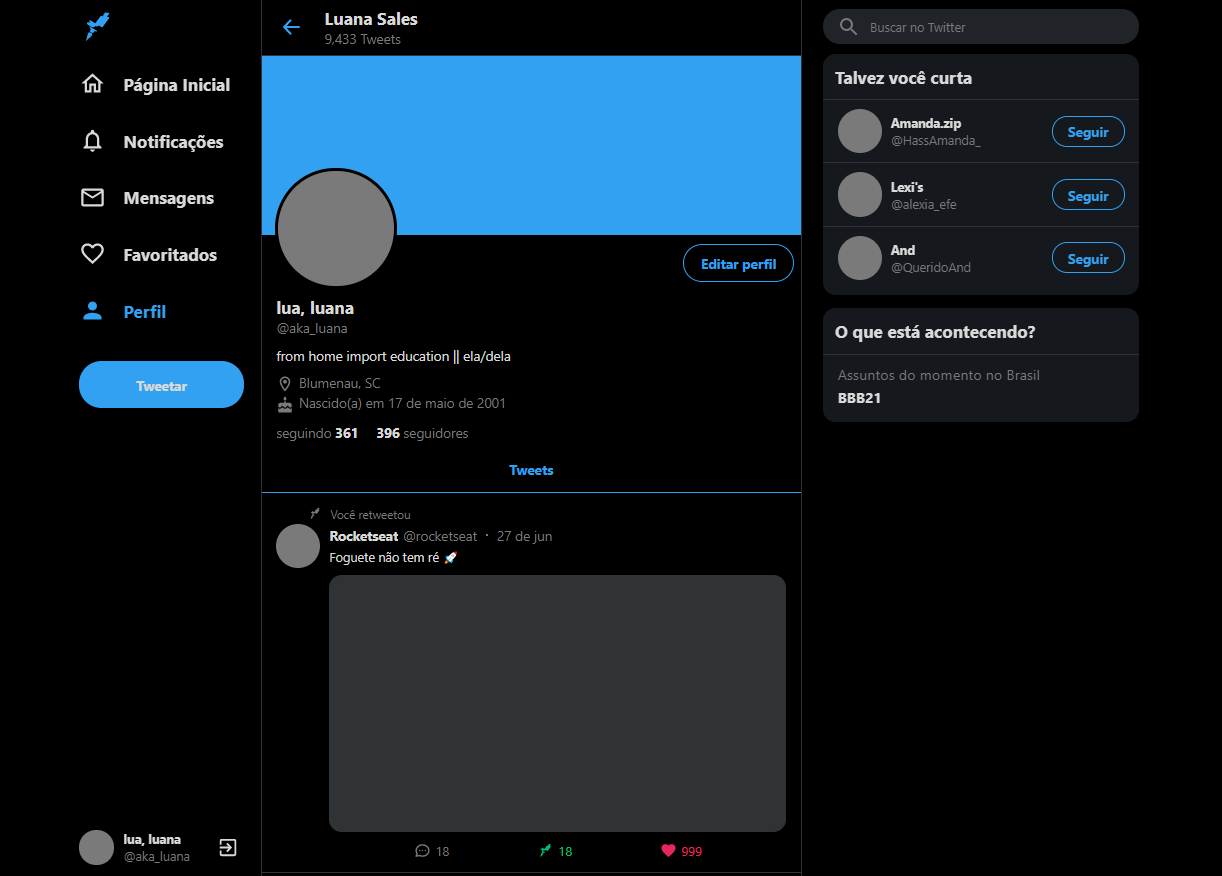 Página Inicial
Notificações
Mensagens
Favoritados
Perfil
Tweetar
lua, luana
@aka_luana
Luana Sales
9,433 Tweets
Editar perfil
lua, luana
@aka_luana
from home import education || ela/dela
Blumenau, SC
Nascido(a) em 17 de maio de 2001
seguindo 361 396 seguidores
Tweets
Você retweetou
Rocketseat @rocketseat · 27 de jun
Foguete não tem ré 🚀
18 18 999
Buscar no Twitter
Talvez você curta
Amanda.zip
@HassAmanda_
Seguir
Lexi's
@alexia_efe
Seguir
And
@QueridoAnd
Seguir
O que está acontecendo?
Assuntos do momento no Brasil
BBB21